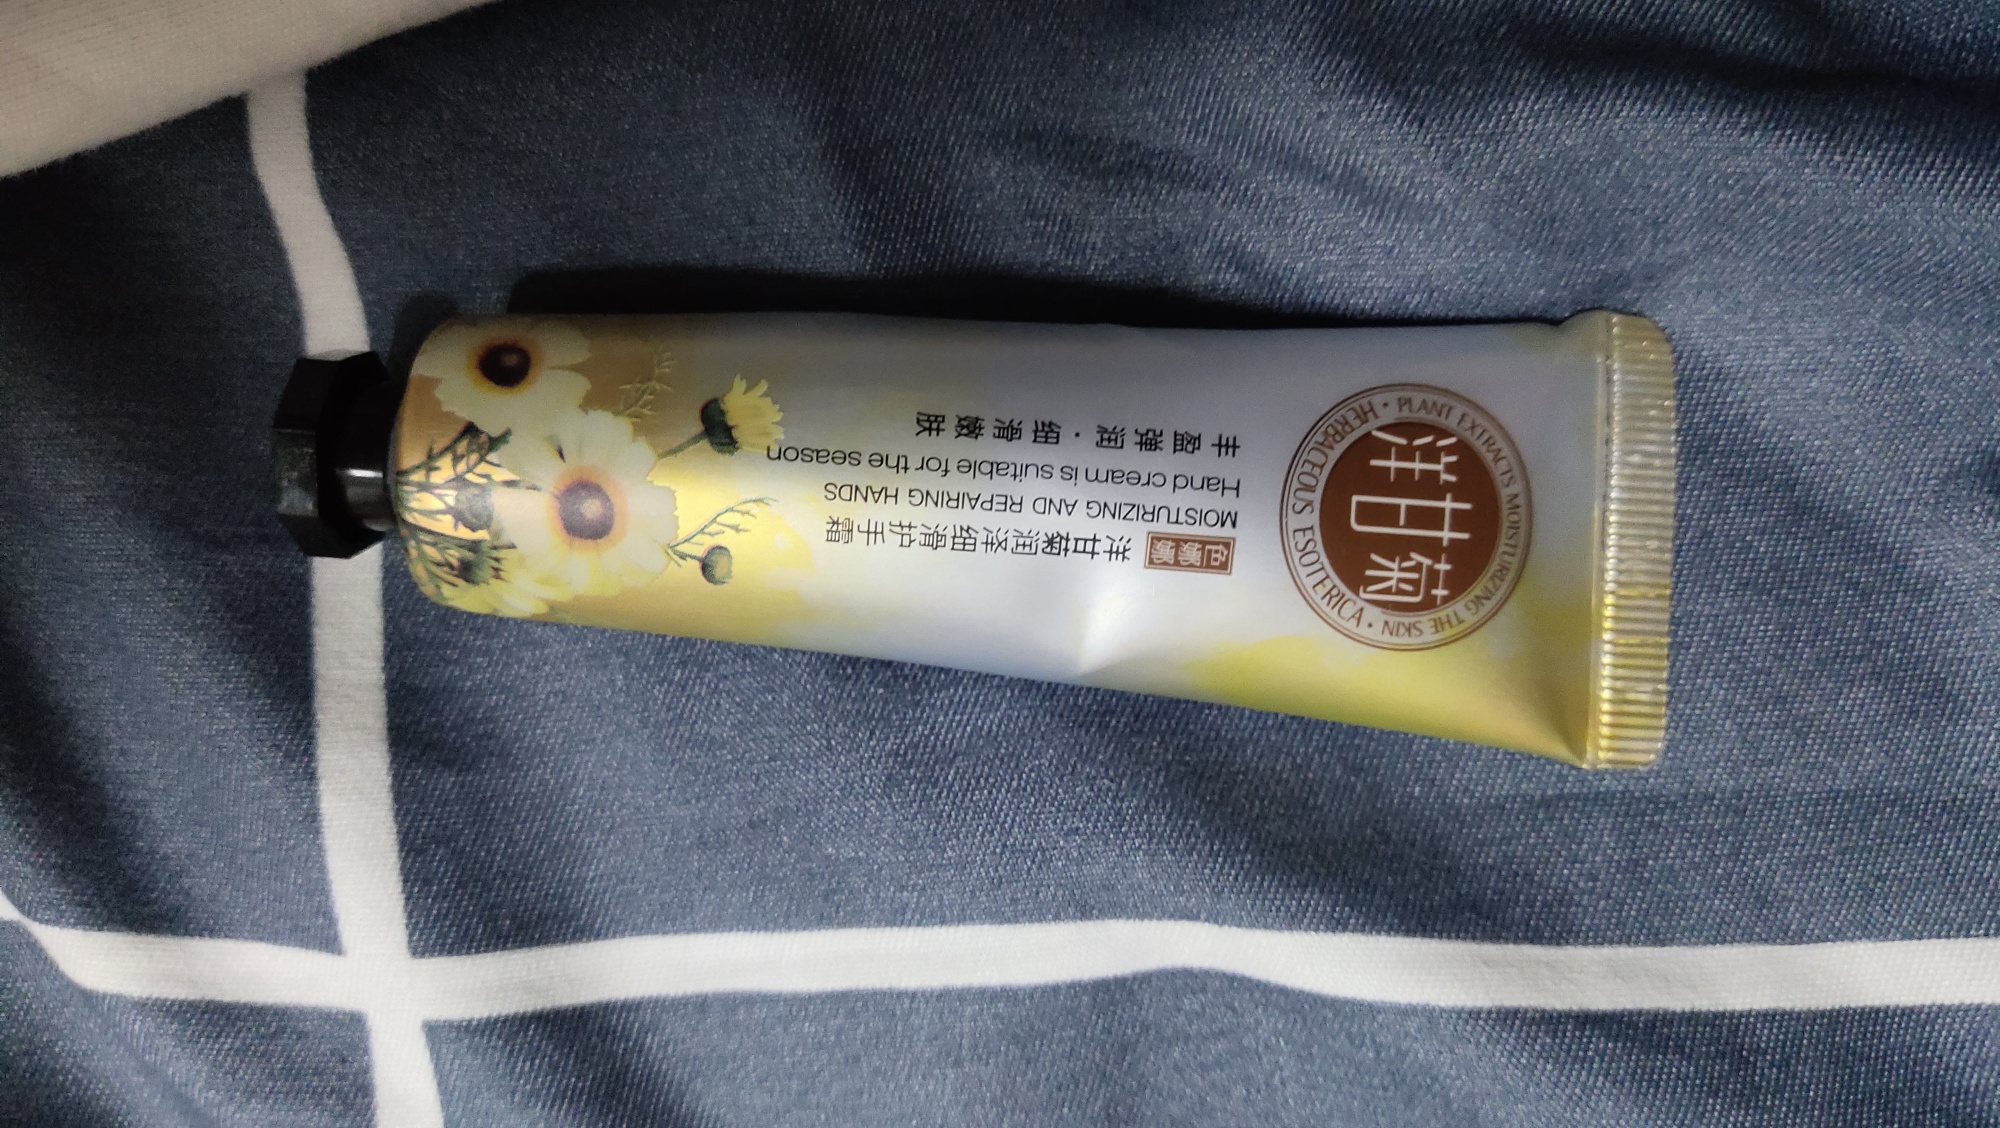 洋甘菊
HERBACEOUS ESOTERICA · PLANT EXTRACTS MOISTURIZING THE SKIN ·
色嫩嫩 洋甘菊润泽细滑护手霜
MOISTURIZING AND REPAIRING HANDS
Hand cream is suitable for the season
丰盈弹润·细滑嫩肤